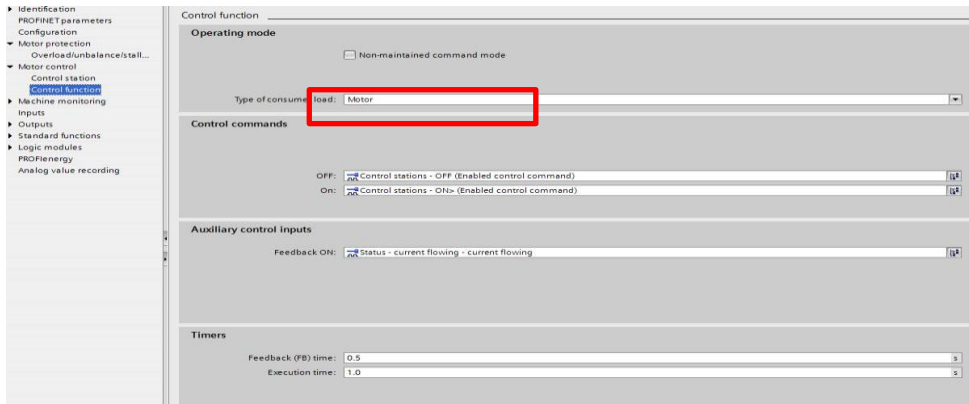 Identification
PROFINET parameters
Configuration
Motor protection
Overload/unbalance/stall...
Motor control
Control station
Control function
Machine monitoring
Inputs
Outputs
Standard functions
Logic modules
PROFIenergy
Analog value recording
Control function
Operating mode
Non-maintained command mode
Type of consumer load: Motor
Control commands
OFF: Control stations - OFF (Enabled control command)
On: Control stations - ON> (Enabled control command)
Auxiliary control inputs
Feedback ON: Status - current flowing - current flowing
Timers
Feedback (FB) time: 0.5 s
Execution time: 1.0 s